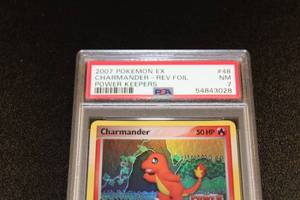 2007 POKEMON EX #48
CHARMANDER - REV.FOIL NM
POWER KEEPERS 7
PSA 54843028
Charmander 50 HP